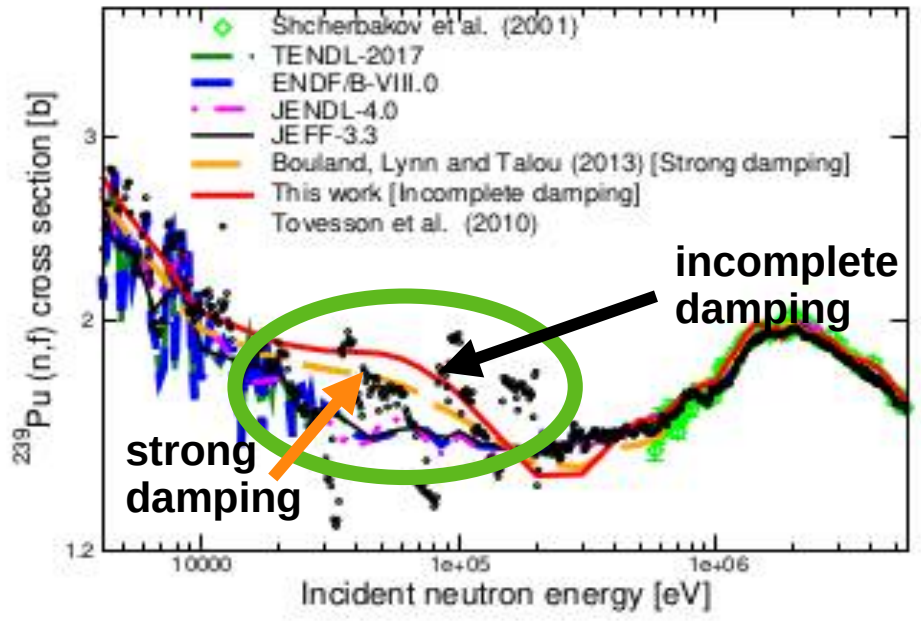 Shcherbakov et al. (2001)
TENDL-2017
ENDF/B-VIII.0
JENDL-4.0
JEFF-3.3
Bouland, Lynn and Talou (2013) [Strong damping]
This work [Incomplete damping]
Tovesson et al. (2010)
incomplete
damping
strong
damping
239Pu (n,f) cross section [b]
3
2
1.2
10000
1e+05
1e+06
Incident neutron energy [eV]